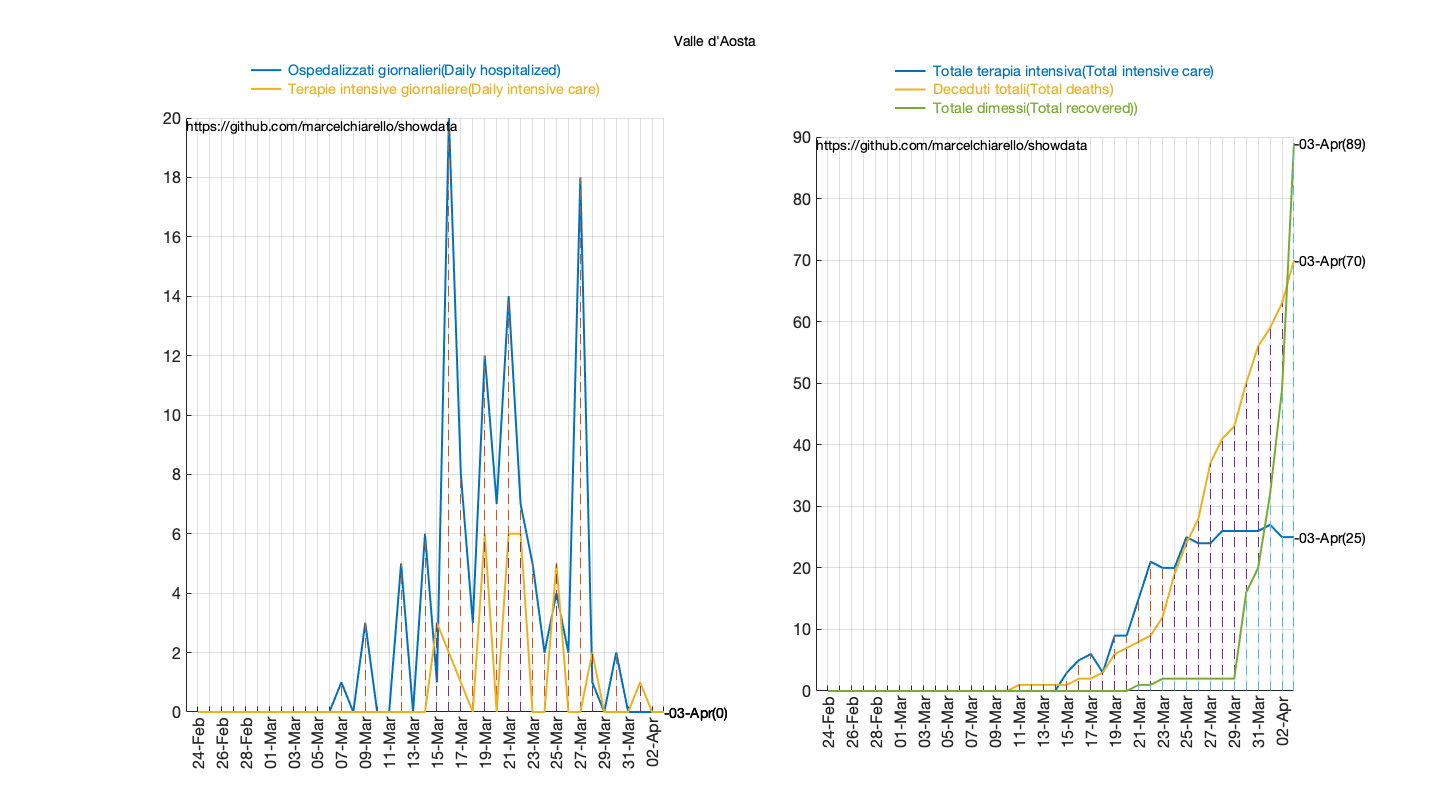 Valle d'Aosta
Ospedalizzati giornalieri(Daily hospitalized)
Terapie intensive giornaliere(Daily intensive care)
20
18
16
14
12
10
8
6
4
2
0
https://github.com/marcelchiarello/showdata
-03-Apr(0)
24-Feb
26-Feb
28-Feb
01-Mar
03-Mar
05-Mar
07-Mar
09-Mar
11-Mar
13-Mar
15-Mar
17-Mar
19-Mar
21-Mar
23-Mar
25-Mar
27-Mar
29-Mar
31-Mar
02-Apr
Totale terapia intensiva(Total intensive care)
Deceduti totali(Total deaths)
Totale dimessi(Total recovered))
90
80
70
60
50
40
30
20
10
0
https://github.com/marcelchiarello/showdata
-03-Apr(89)
-03-Apr(70)
-03-Apr(25)
24-Feb
26-Feb
28-Feb
01-Mar
03-Mar
05-Mar
07-Mar
09-Mar
11-Mar
13-Mar
15-Mar
17-Mar
19-Mar
21-Mar
23-Mar
25-Mar
27-Mar
29-Mar
31-Mar
02-Apr